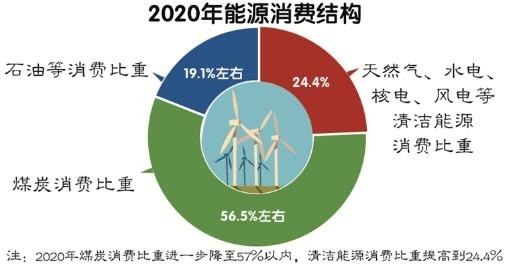 2020年能源消费结构
石油等消费比重
19.1%左右
24.4%
天然气、水电、
核电、风电等
清洁能源
消费比重
煤炭消费比重
56.5%左右
注：2020年煤炭消费比重进一步降至57%以内，清洁能源消费比重提高到24.4%